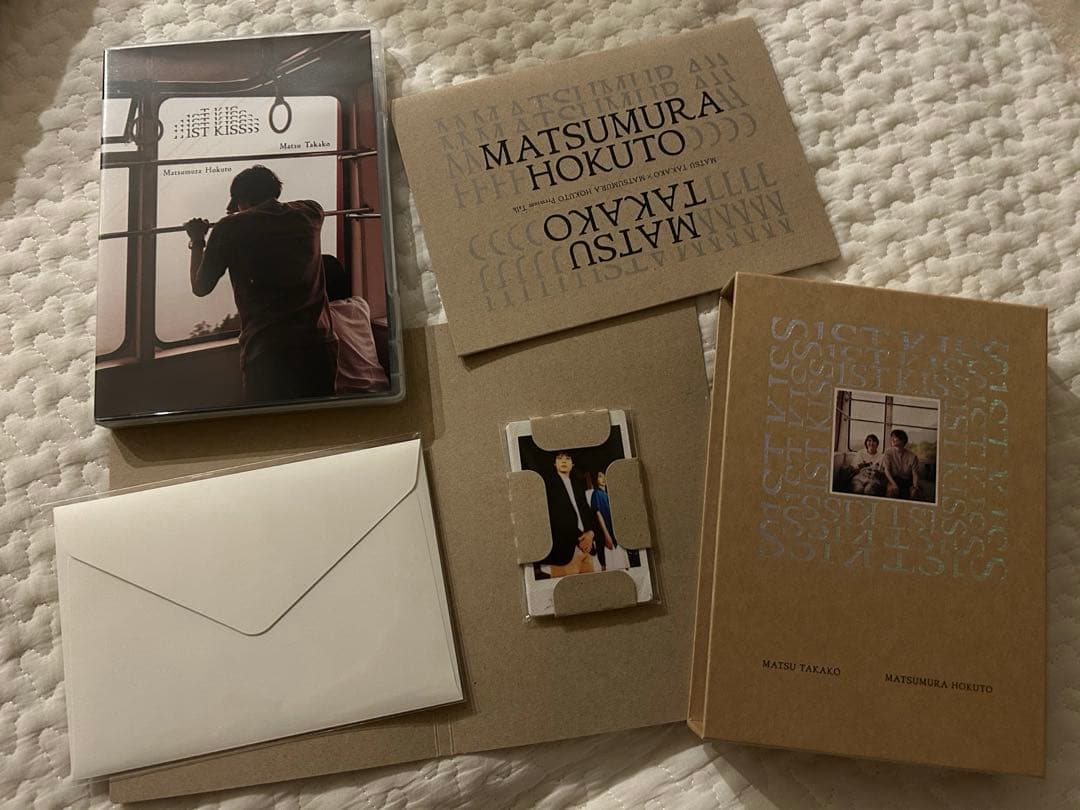 1ST KISS
Matsu Takako
Matsumura Hokuto
MATSUMURA
HOKUTO
MATSU TAKAKO × MATSUMURA HOKUTO Premium Talk
MATSU
TAKAKO
1ST KISS
MATSU TAKAKO
MATSUMURA HOKUTO